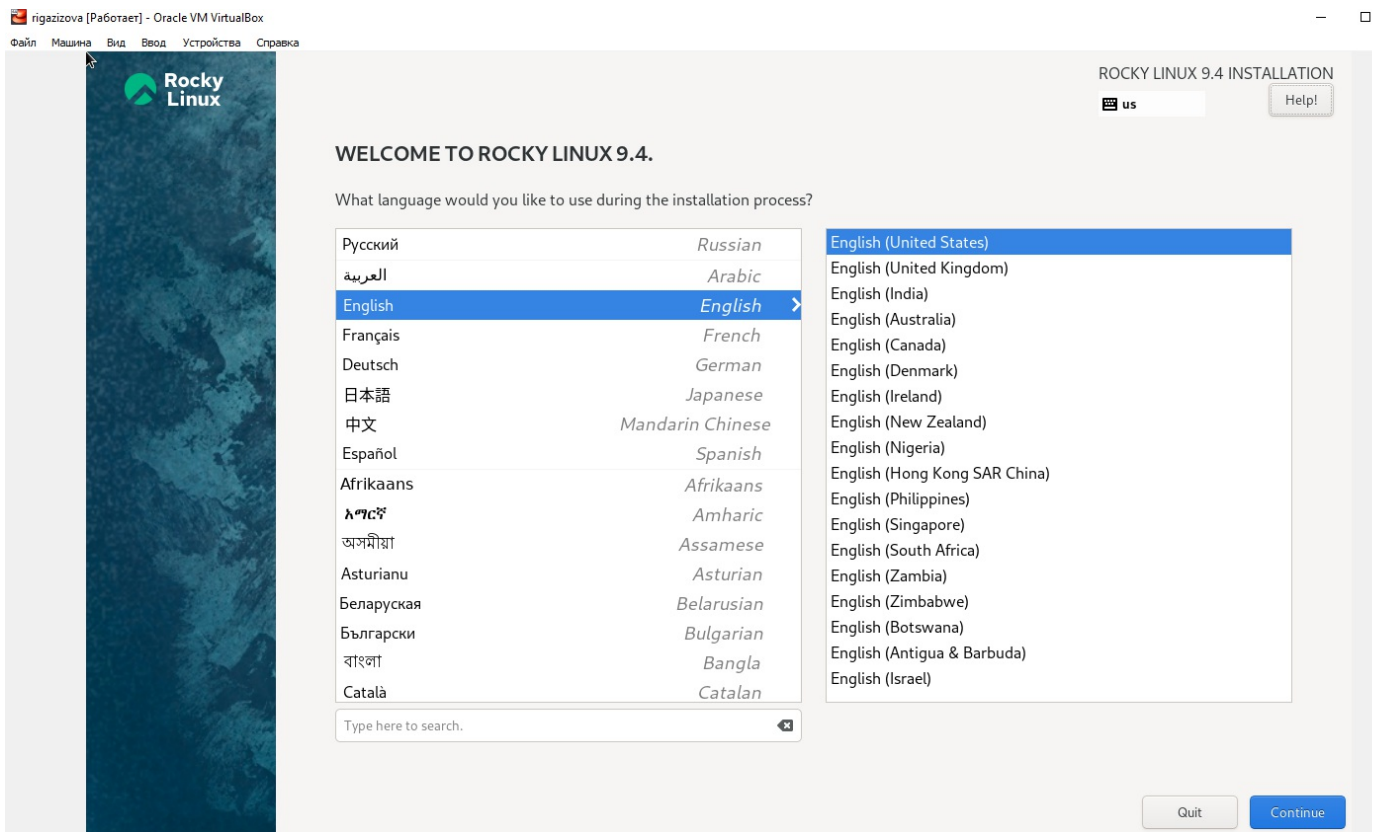 rigazizova [Работает] - Oracle VM VirtualBox
Файл Машина Вид Ввод Устройства Справка
Rocky
Linux
ROCKY LINUX 9.4 INSTALLATION
us
Help!
WELCOME TO ROCKY LINUX 9.4.
What language would you like to use during the installation process?
Русский Russian
العربية Arabic
English English
Français French
Deutsch German
日本語 Japanese
中文 Mandarin Chinese
Español Spanish
Afrikaans Afrikaans
አማርኛ Amharic
অসমীয়া Assamese
Asturianu Asturian
Беларуская Belarusian
Български Bulgarian
বাংলা Bangla
Català Catalan
Type here to search.
English (United States)
English (United Kingdom)
English (India)
English (Australia)
English (Canada)
English (Denmark)
English (Ireland)
English (New Zealand)
English (Nigeria)
English (Hong Kong SAR China)
English (Philippines)
English (Singapore)
English (South Africa)
English (Zambia)
English (Zimbabwe)
English (Botswana)
English (Antigua & Barbuda)
English (Israel)
Quit
Continue